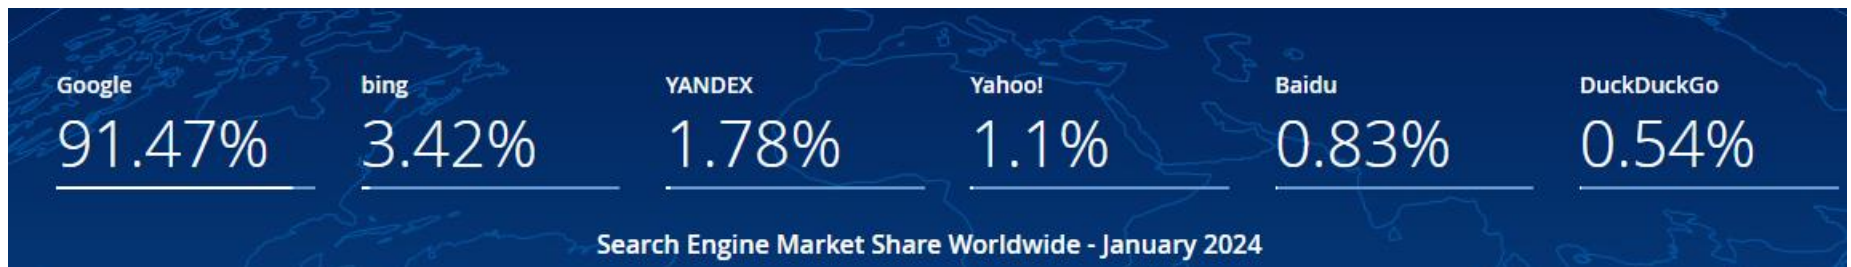 Google bing YANDEX Yahoo! Baidu DuckDuckGo
91.47% 3.42% 1.78% 1.1% 0.83% 0.54%
Search Engine Market Share Worldwide - January 2024